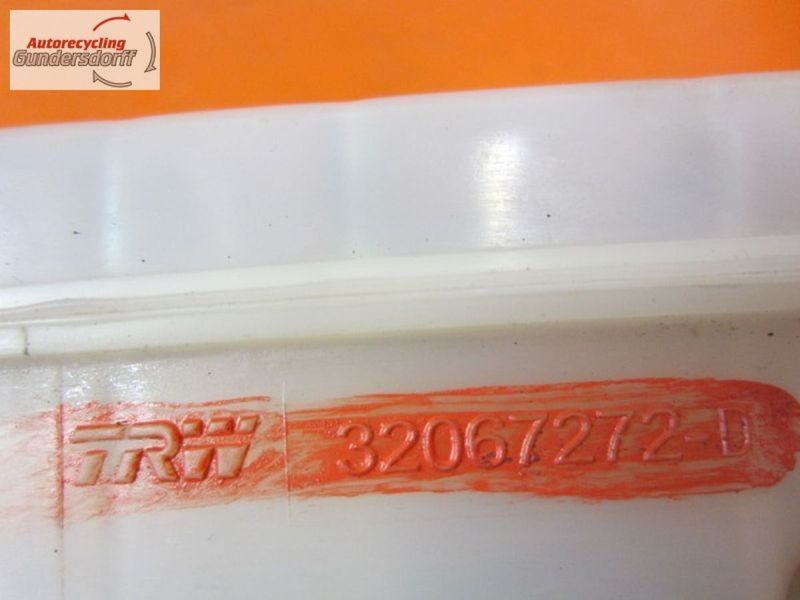 Autorecycling
Gundersdorff
TRW 32067272-D